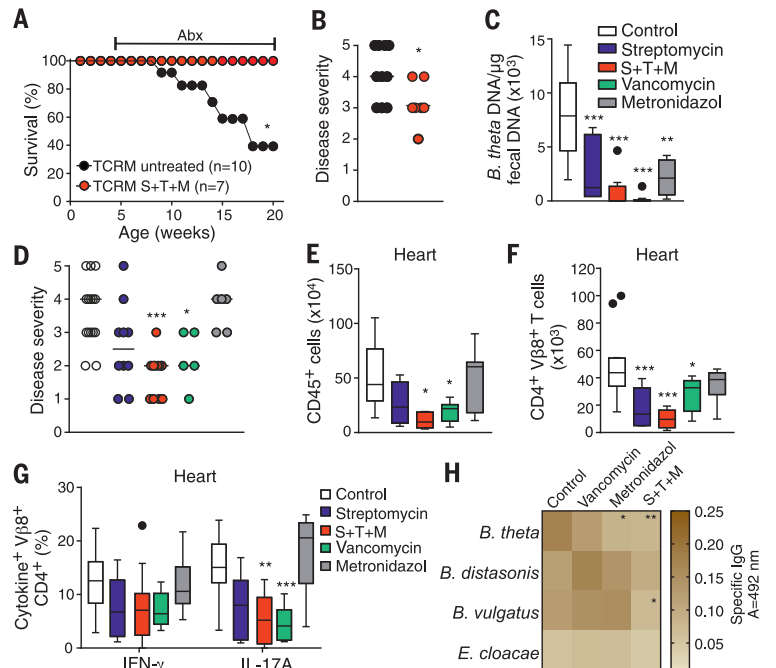 A
Abx
Survival (%)
100
80
60
40
20
0
*
TCRM untreated (n=10)
TCRM S+T+M (n=7)
0 5 10 15 20
Age (weeks)
B
Disease severity
5
4
3
2
1
0
*
C
B. theta DNA/µg
fecal DNA (x10³)
15
10
5
0
*** *** *** **
Control
Streptomycin
S+T+M
Vancomycin
Metronidazol
D
Disease severity
5
4
3
2
1
0
*** *
E
Heart
CD45⁺ cells (x10⁴)
150
100
50
0
* *
F
Heart
CD4⁺ Vβ8⁺ T cells
(x10³)
120
100
80
60
40
20
0
*** *** *
G
Heart
Cytokine⁺ Vβ8⁺
CD4⁺ (%)
30
20
10
0
** ***
IFN-γ IL-17A
Control
Streptomycin
S+T+M
Vancomycin
Metronidazol
H
Control Vancomycin Metronidazol S+T+M
B. theta * **
B. distasonis
B. vulgatus *
E. cloacae
0.25
0.20
0.15
0.10
0.05
Specific IgG
A=492 nm